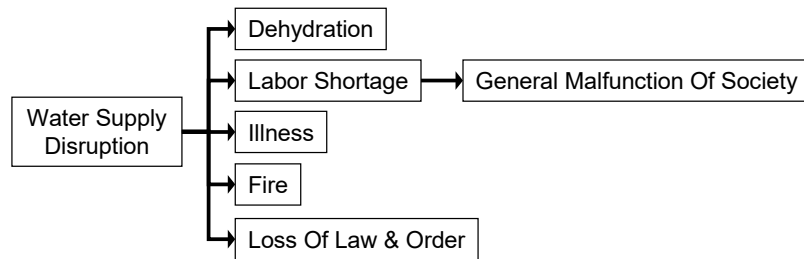 Dehydration
Labor Shortage
General Malfunction Of Society
Water Supply
Disruption
Illness
Fire
Loss Of Law & Order